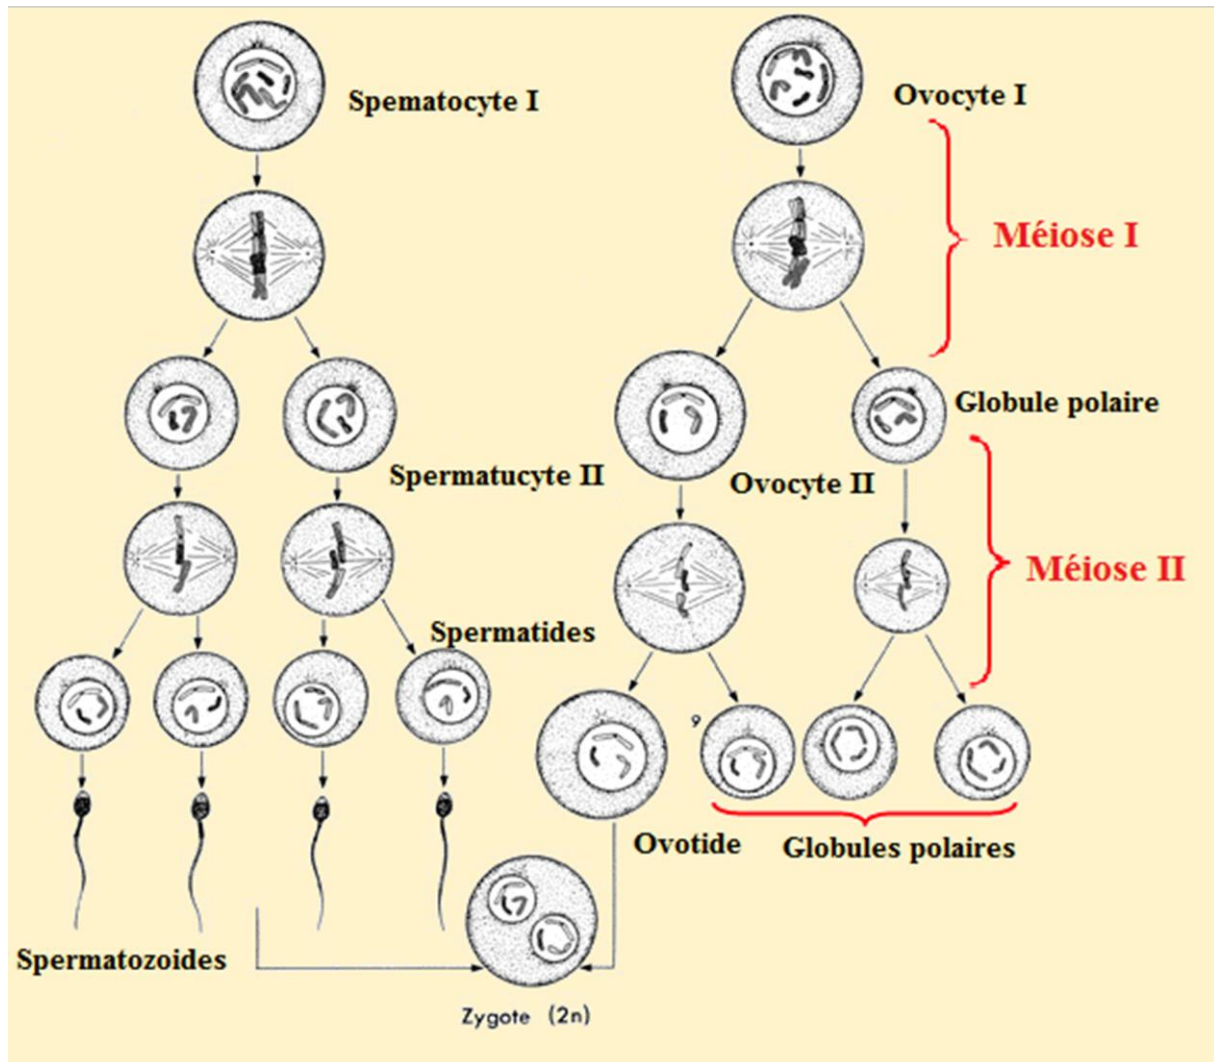 Spematocyte I
Ovocyte I
Méiose I
Globule polaire
Spermatucyte II
Ovocyte II
Méiose II
Spermatides
9
Ovotide
Globules polaires
Spermatozoides
Zygote (2n)